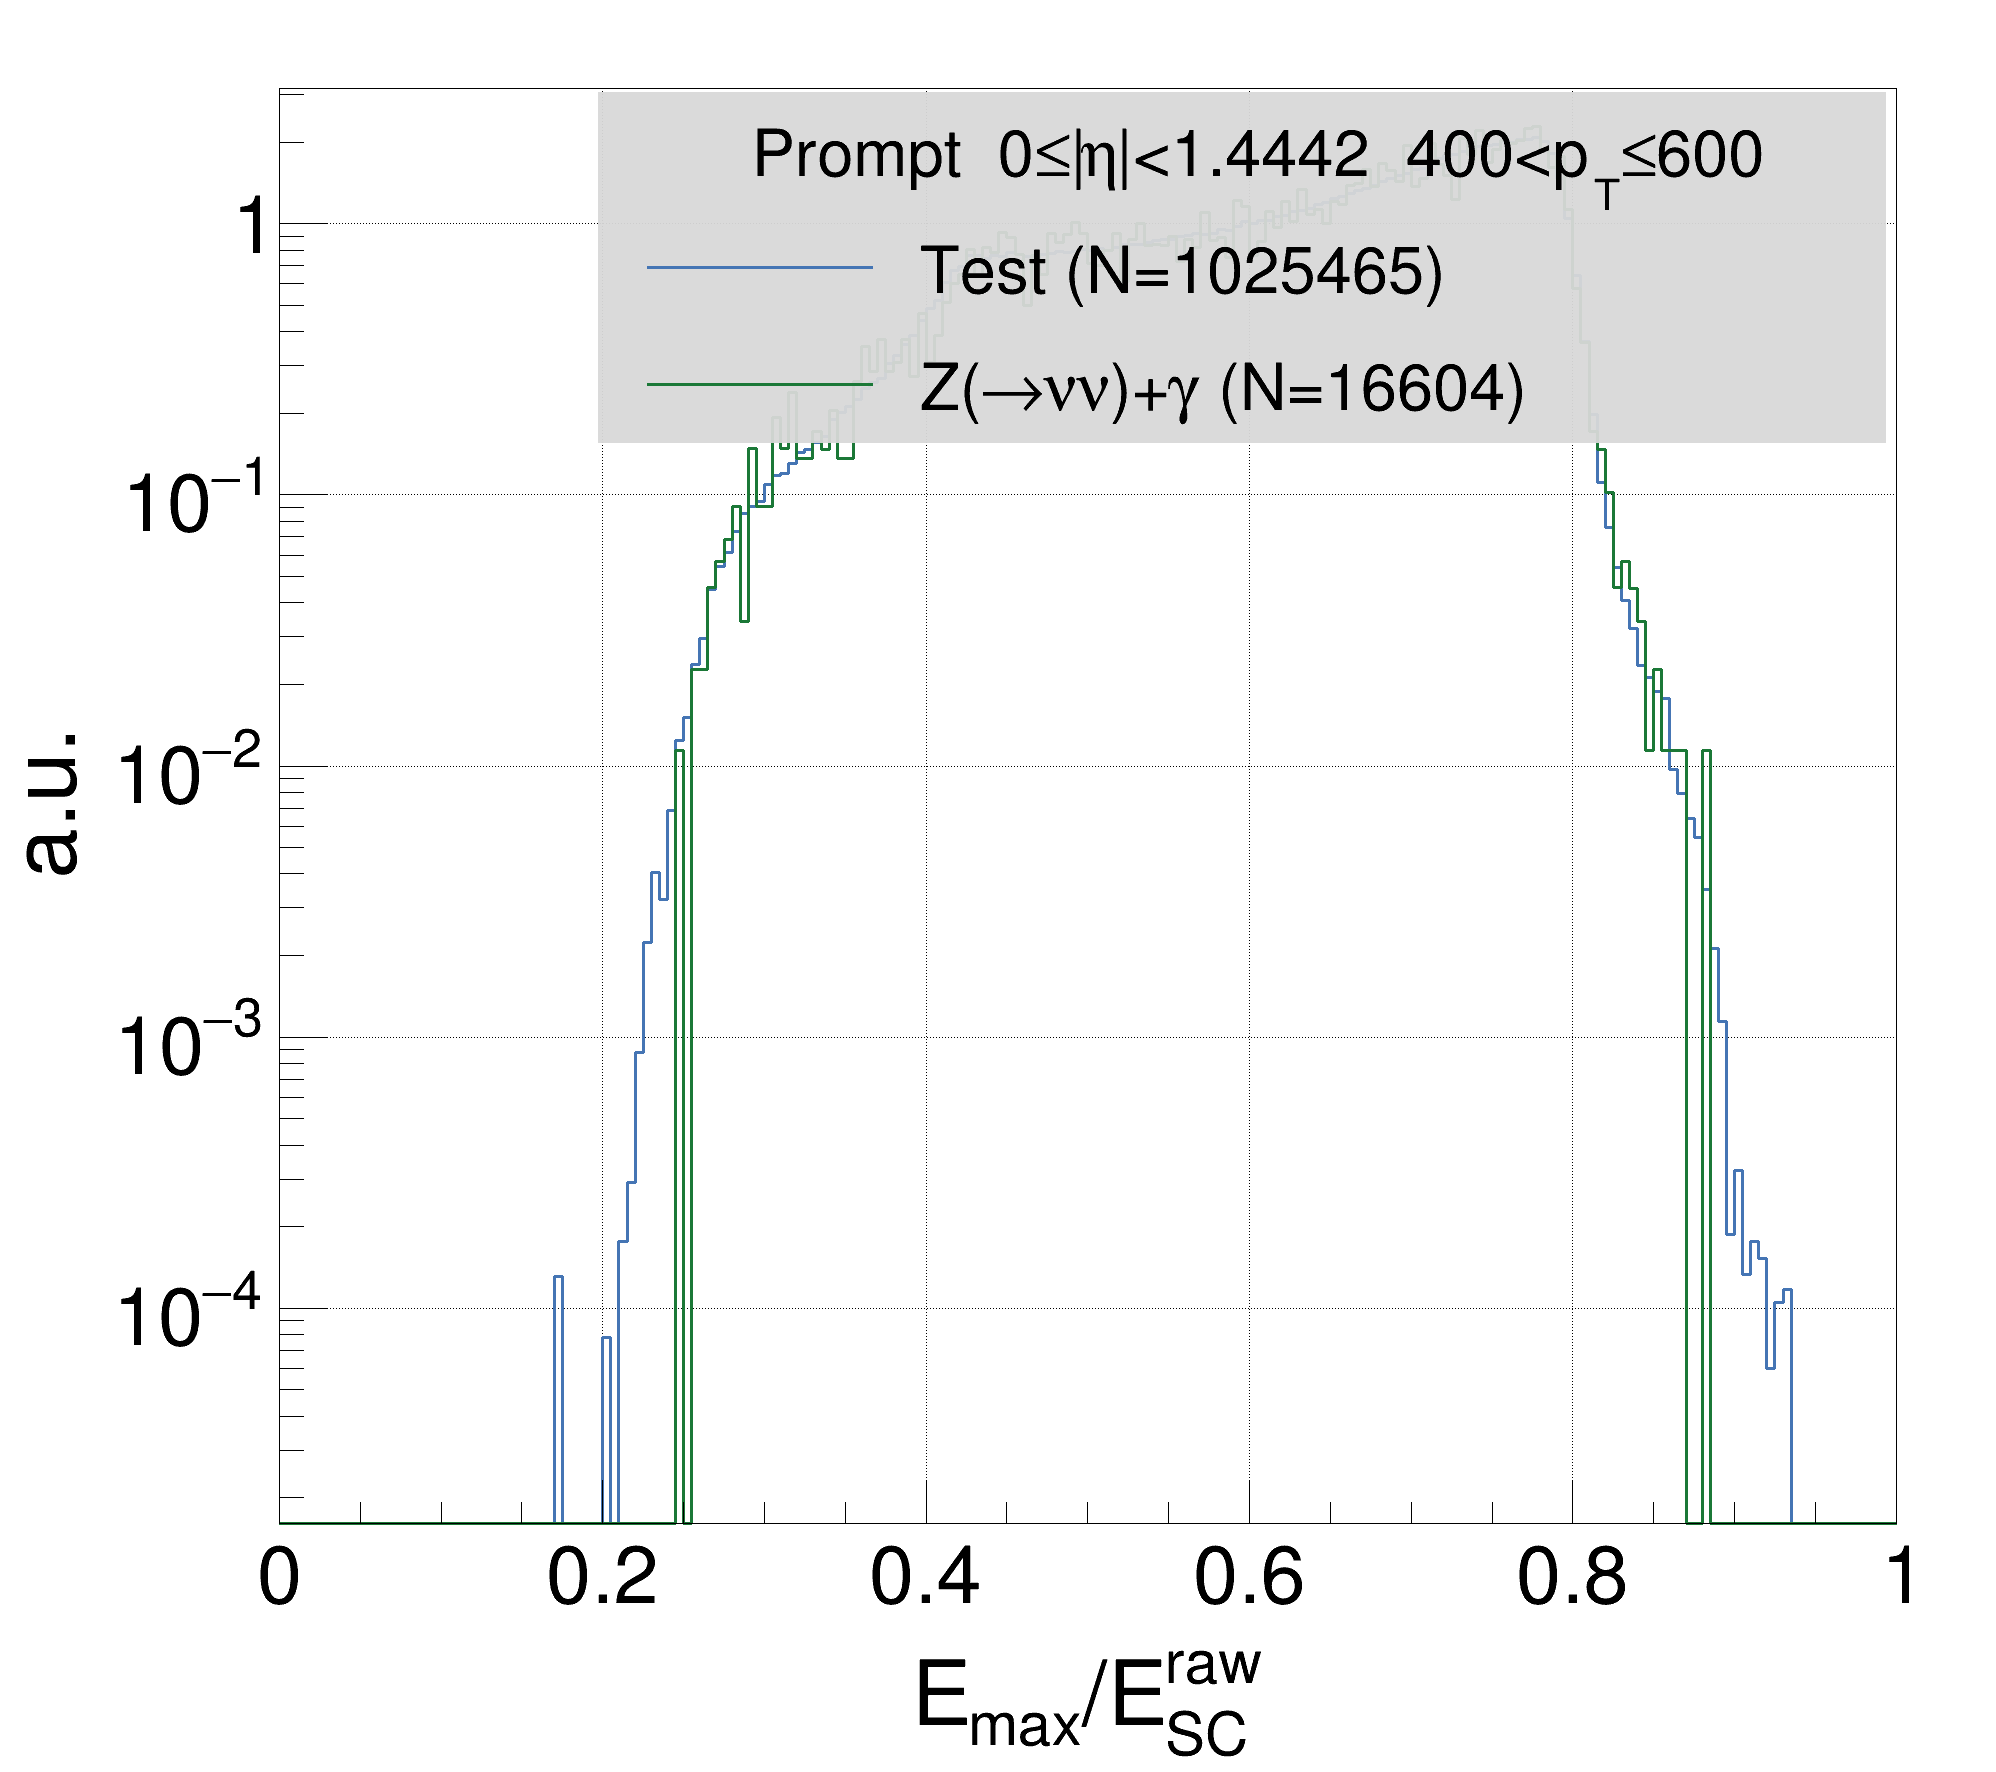 Prompt 0≤|η|<1.4442 400<p_T≤600
Test (N=1025465)
Z(→νν)+γ (N=16604)
1
10⁻¹
10⁻²
10⁻³
10⁻⁴
a.u.
0 0.2 0.4 0.6 0.8 1
E_max/E_SC^raw